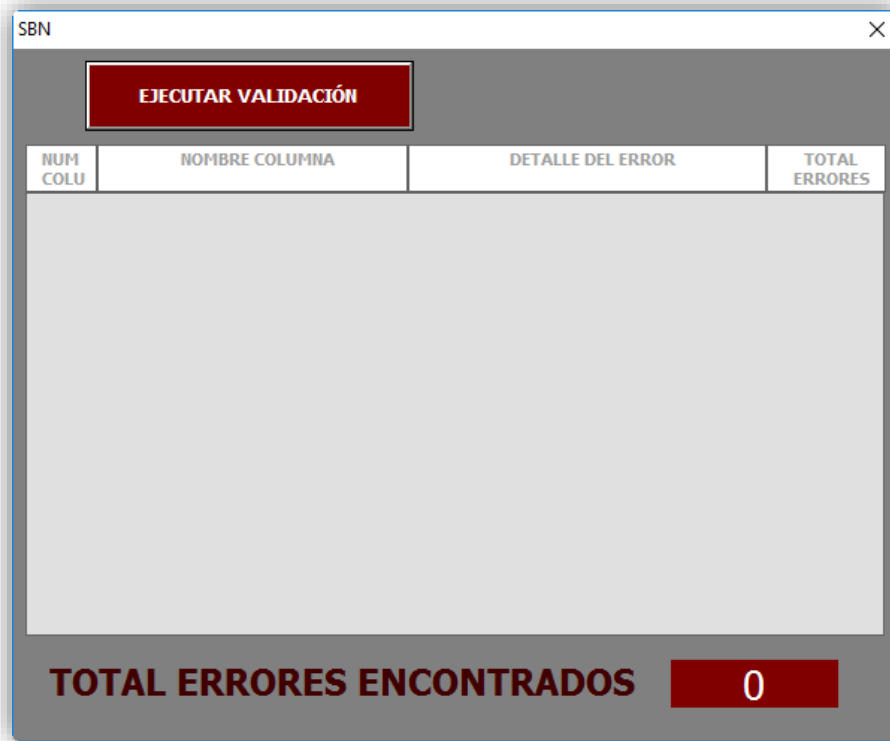 SBN
EJECUTAR VALIDACIÓN
NUM
COLU
NOMBRE COLUMNA
DETALLE DEL ERROR
TOTAL
ERRORES
TOTAL ERRORES ENCONTRADOS
0